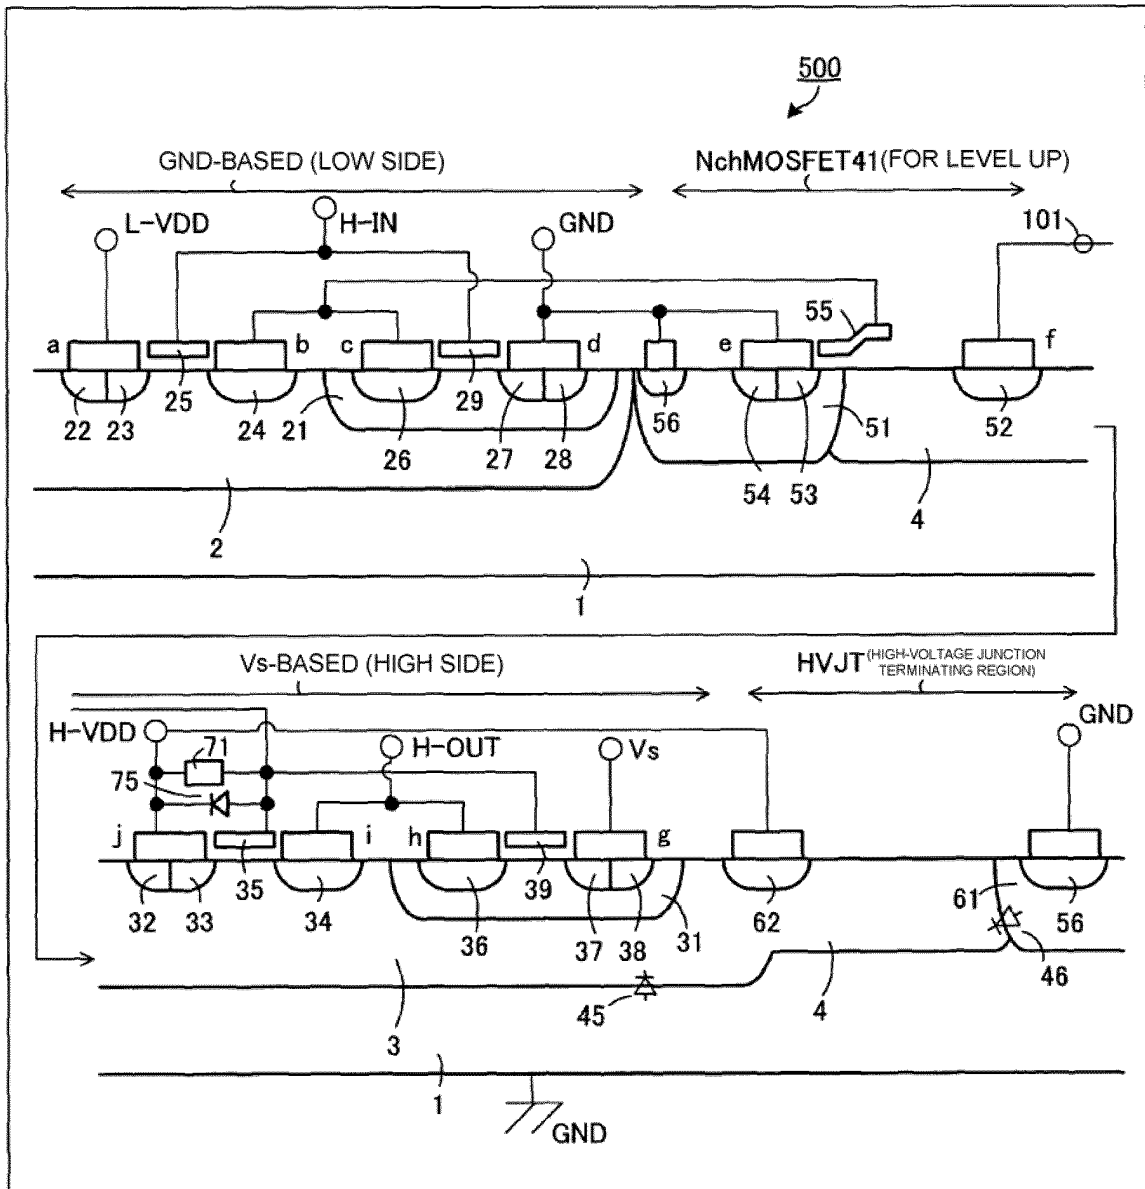 500
GND-BASED (LOW SIDE)
NchMOSFET41(FOR LEVEL UP)
L-VDD
H-IN
GND
101
a
b
c
d
e
55
f
22
23
25
24
21
26
29
27
28
56
54
53
51
52
2
4
1
Vs-BASED (HIGH SIDE)
HVJT (HIGH-VOLTAGE JUNCTION
TERMINATING REGION)
H-VDD
71
H-OUT
Vs
GND
75
j
i
h
g
32
33
35
34
36
39
37
38
31
62
61
56
46
45
3
4
1
GND